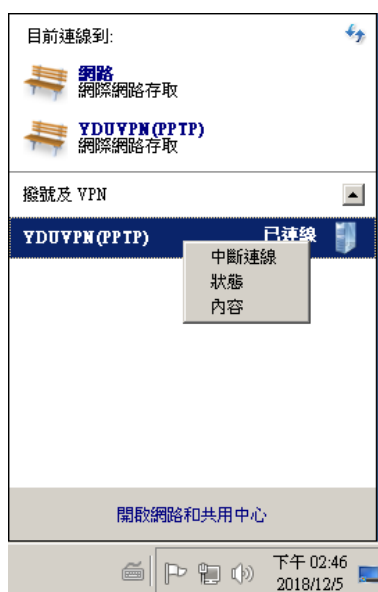 目前連線到:
網路
網際網路存取
YDUVPN(PPTP)
網際網路存取
撥號及 VPN
YDUVPN(PPTP) 已連線
中斷連線
狀態
內容
開啟網路和共用中心
下午 02:46
2018/12/5